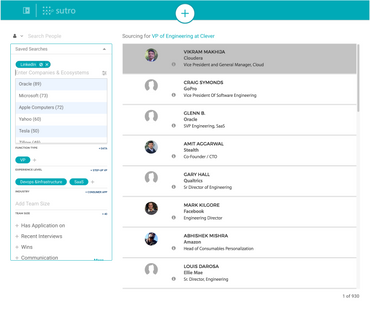 sutro
Search People
Sourcing for VP of Engineering at Clever
Saved Searches
LinkedIn
Enter Companies & Ecosystems
Oracle (89)
Microsoft (73)
Apple Computers (72)
Yahoo (60)
Tesla (50)
FUNCTION TYPE
VP
EXPERIENCE LEVEL
Devops &Infrastructure
SaaS
INDUSTRY
Add Team Size
TEAM SIZE
+ Has Application on
+ Recent Interviews
+ Wins
+ Communication
VIKRAM MAKHIJA
Cloudera
Vice President and General Manager, Cloud
CRAIG SYMONDS
GoPro
Vice President Of Software Engineering
GLENN B.
Oracle
SVP Engineering, SaaS
AMIT AGGARWAL
Stealth
Co-Founder / CTO
GARY HALL
Qualtrics
Sr Director of Engineering
MARK KILGORE
Facebook
Engineering Director
ABHISHEK MISHRA
Amazon
Head of Consumables Personalization
LOUIS DAROSA
Ellie Mae
Sr. Director, Engineering
1 of 930